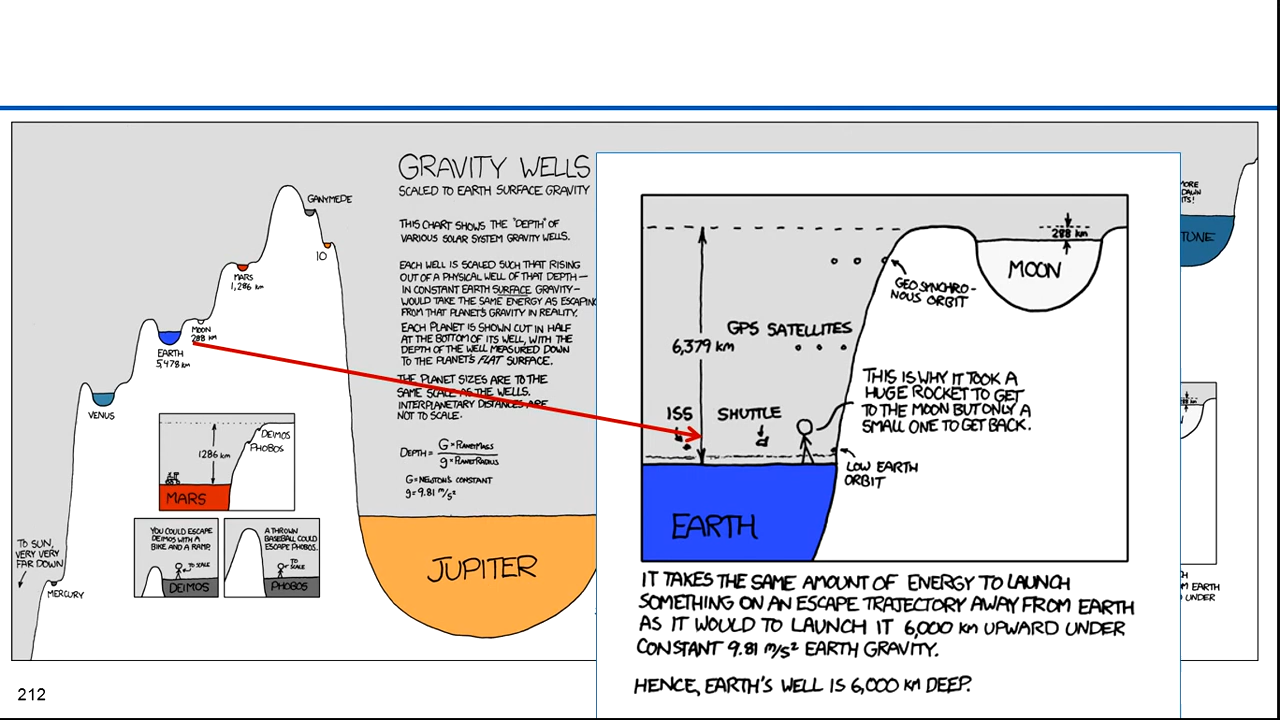 GANYMEDE
IO
MARS
1,286 km
MOON
288 km
EARTH
5,478 km
VENUS
TO SUN,
VERY VERY
FAR DOWN
MERCURY
1286 km
DEIMOS
PHOBOS
MARS
YOU COULD ESCAPE
DEIMOS WITH A
BIKE AND A RAMP.
TO SCALE
DEIMOS
A THROWN
BASEBALL COULD
ESCAPE PHOBOS.
TO
SCALE
PHOBOS
GRAVITY WELLS
SCALED TO EARTH SURFACE GRAVITY
THIS CHART SHOWS THE "DEPTH" OF
VARIOUS SOLAR SYSTEM GRAVITY WELLS.
EACH WELL IS SCALED SUCH THAT RISING
OUT OF A PHYSICAL WELL OF THAT DEPTH—
IN CONSTANT EARTH SURFACE GRAVITY—
WOULD TAKE THE SAME ENERGY AS ESCAPING
FROM THAT PLANET'S GRAVITY IN REALITY.
EACH PLANET IS SHOWN CUT IN HALF
AT THE BOTTOM OF ITS WELL, WITH THE
DEPTH OF THE WELL MEASURED DOWN
TO THE PLANET'S FLAT SURFACE.
THE PLANET SIZES ARE TO THE
SAME SCALE AS THE WELLS.
INTERPLANETARY DISTANCES ARE
NOT TO SCALE.
DEPTH = G × PLANETMASS
g × PLANETRADIUS
G = NEWTON'S CONSTANT
g = 9.81 m/s²
JUPITER
288 km
MOON
GEOSYNCHRO-
NOUS ORBIT
GPS SATELLITES
6,379 km
THIS IS WHY IT TOOK A
HUGE ROCKET TO GET
TO THE MOON BUT ONLY A
SMALL ONE TO GET BACK.
ISS
SHUTTLE
LOW EARTH
ORBIT
EARTH
IT TAKES THE SAME AMOUNT OF ENERGY TO LAUNCH
SOMETHING ON AN ESCAPE TRAJECTORY AWAY FROM EARTH
AS IT WOULD TO LAUNCH IT 6,000 km UPWARD UNDER
CONSTANT 9.81 m/s² EARTH GRAVITY.
HENCE, EARTH'S WELL IS 6,000 km DEEP.
TUNE
EARTH
UNDER
212